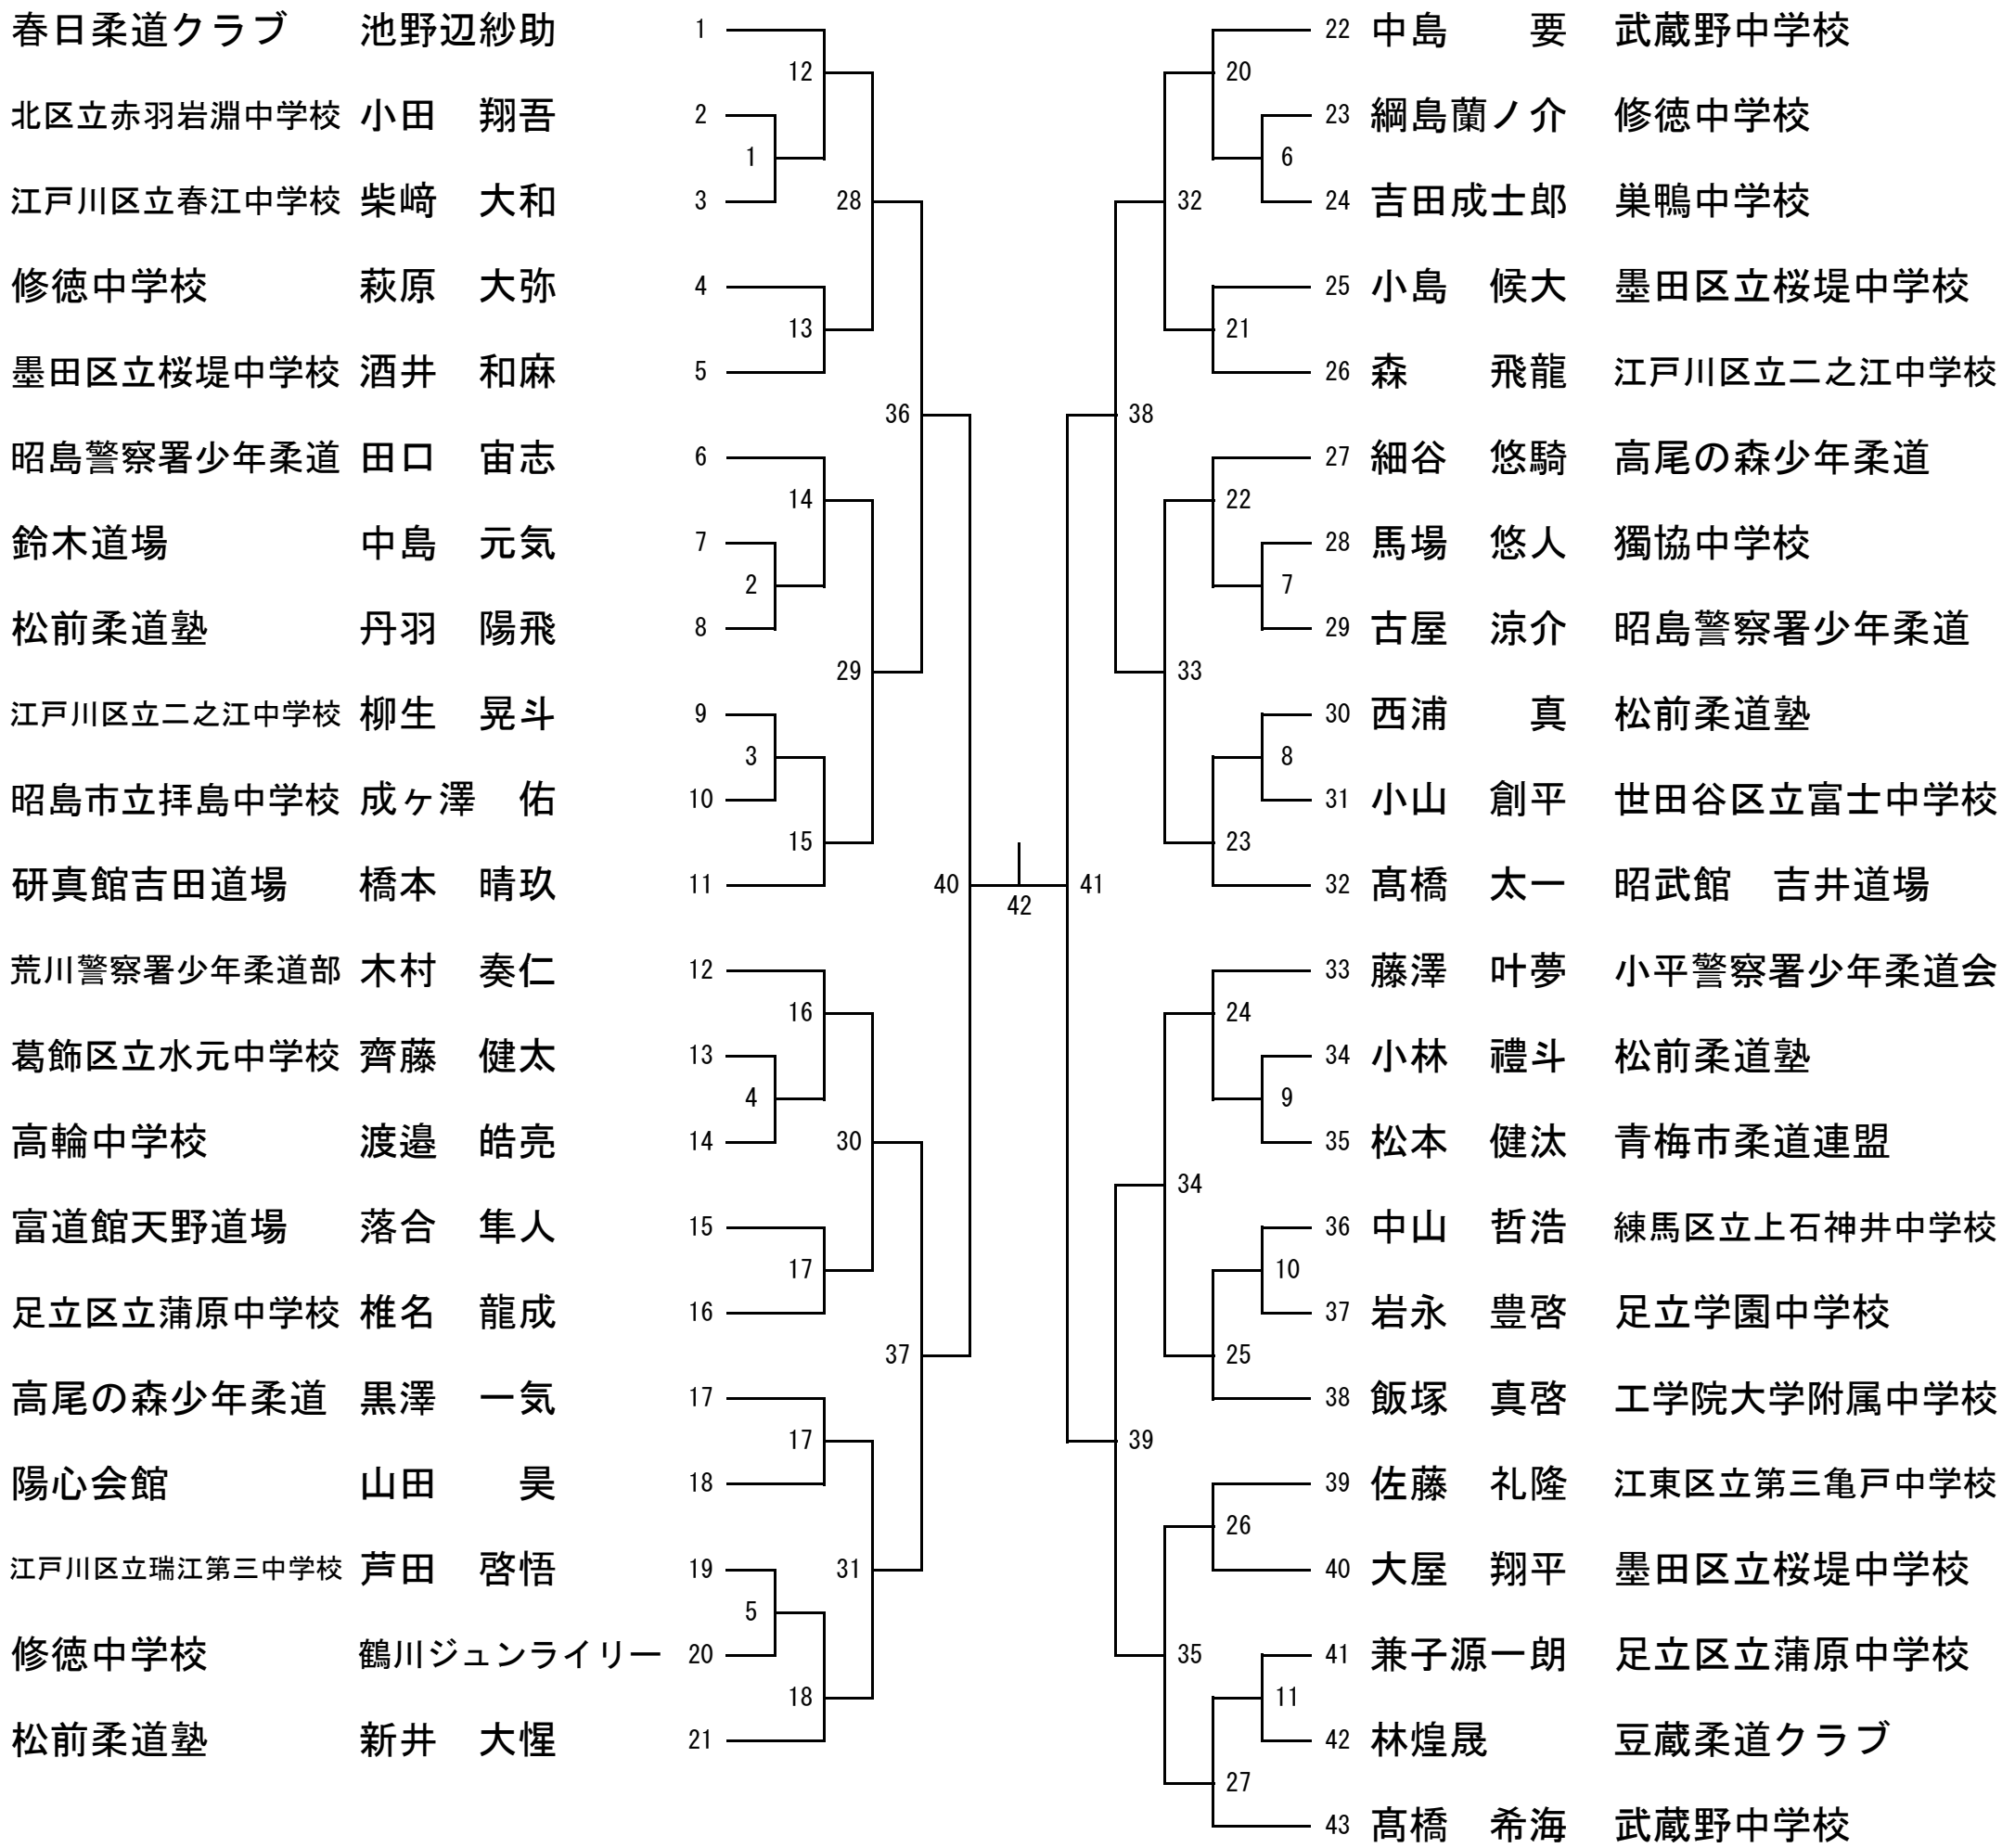 春日柔道クラブ 池野辺紗助 1
12
北区立赤羽岩淵中学校 小田 翔吾 2
1
江戸川区立春江中学校 柴﨑 大和 3
28
修徳中学校 萩原 大弥 4
13
墨田区立桜堤中学校 酒井 和麻 5
36
昭島警察署少年柔道 田口 宙志 6
14
鈴木道場 中島 元気 7
2
松前柔道塾 丹羽 陽飛 8
29
江戸川区立二之江中学校 柳生 晃斗 9
3
昭島市立拝島中学校 成ヶ澤 佑 10
15
研真館吉田道場 橋本 晴玖 11
40
荒川警察署少年柔道部 木村 奏仁 12
16
葛飾区立水元中学校 齊藤 健太 13
4
高輪中学校 渡邉 皓亮 14
30
富道館天野道場 落合 隼人 15
17
足立区立蒲原中学校 椎名 龍成 16
37
高尾の森少年柔道 黒澤 一気 17
17
陽心会館 山田 昊 18
江戸川区立瑞江第三中学校 芦田 啓悟 19
31
5
修徳中学校 鶴川ジュンライリー 20
18
松前柔道塾 新井 大惺 21
42
22 中島 要 武蔵野中学校
20
23 綱島蘭ノ介 修徳中学校
6
24 吉田成士郎 巣鴨中学校
32
25 小島 候大 墨田区立桜堤中学校
21
26 森 飛龍 江戸川区立二之江中学校
38
27 細谷 悠騎 高尾の森少年柔道
22
28 馬場 悠人 獨協中学校
7
29 古屋 涼介 昭島警察署少年柔道
33
30 西浦 真 松前柔道塾
8
31 小山 創平 世田谷区立富士中学校
23
32 髙橋 太一 昭武館 吉井道場
41
33 藤澤 叶夢 小平警察署少年柔道会
24
34 小林 禮斗 松前柔道塾
9
35 松本 健汰 青梅市柔道連盟
34
36 中山 哲浩 練馬区立上石神井中学校
10
37 岩永 豊啓 足立学園中学校
25
38 飯塚 真啓 工学院大学附属中学校
39
39 佐藤 礼隆 江東区立第三亀戸中学校
26
40 大屋 翔平 墨田区立桜堤中学校
35
41 兼子源一朗 足立区立蒲原中学校
11
42 林煌晟 豆蔵柔道クラブ
27
43 髙橋 希海 武蔵野中学校